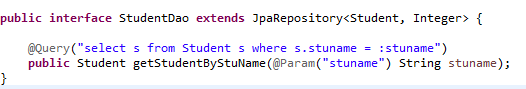 public interface StudentDao extends JpaRepository<Student, Integer> {
@Query("select s from Student s where s.stuname = :stuname")
public Student getStudentByStuName(@Param("stuname") String stuname);
}